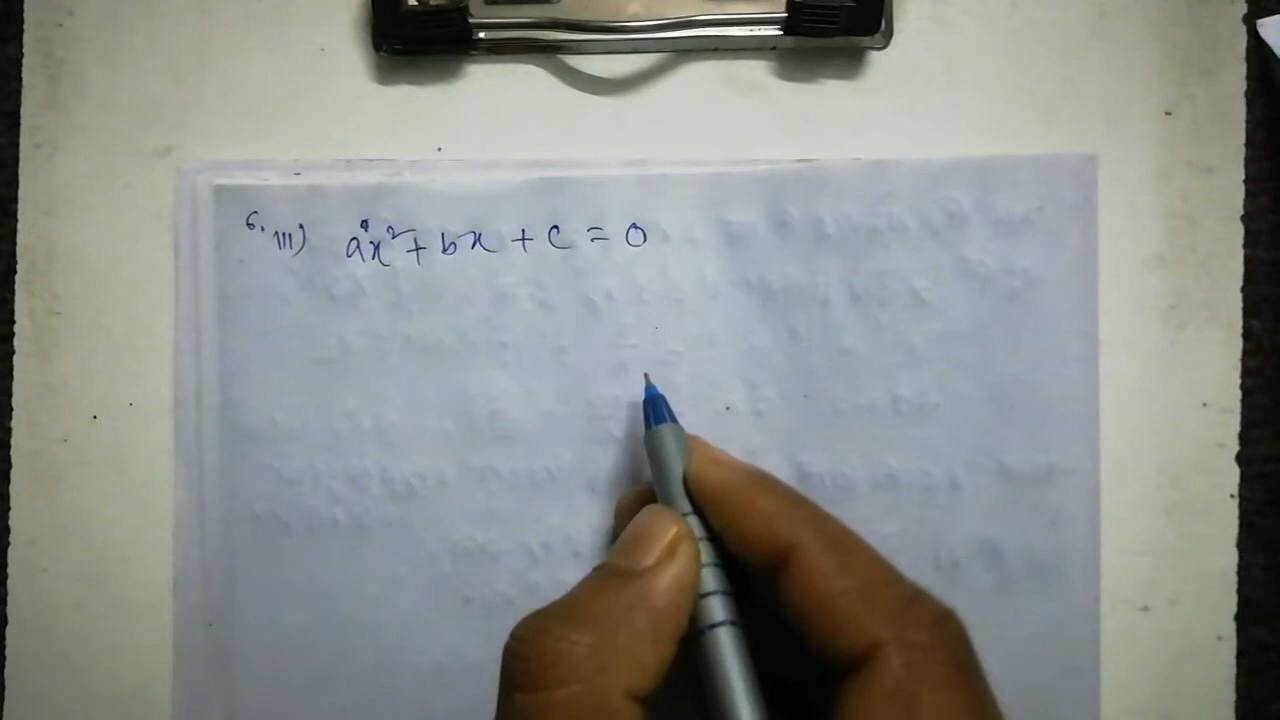 6. iii) ax² + bx + c = 0